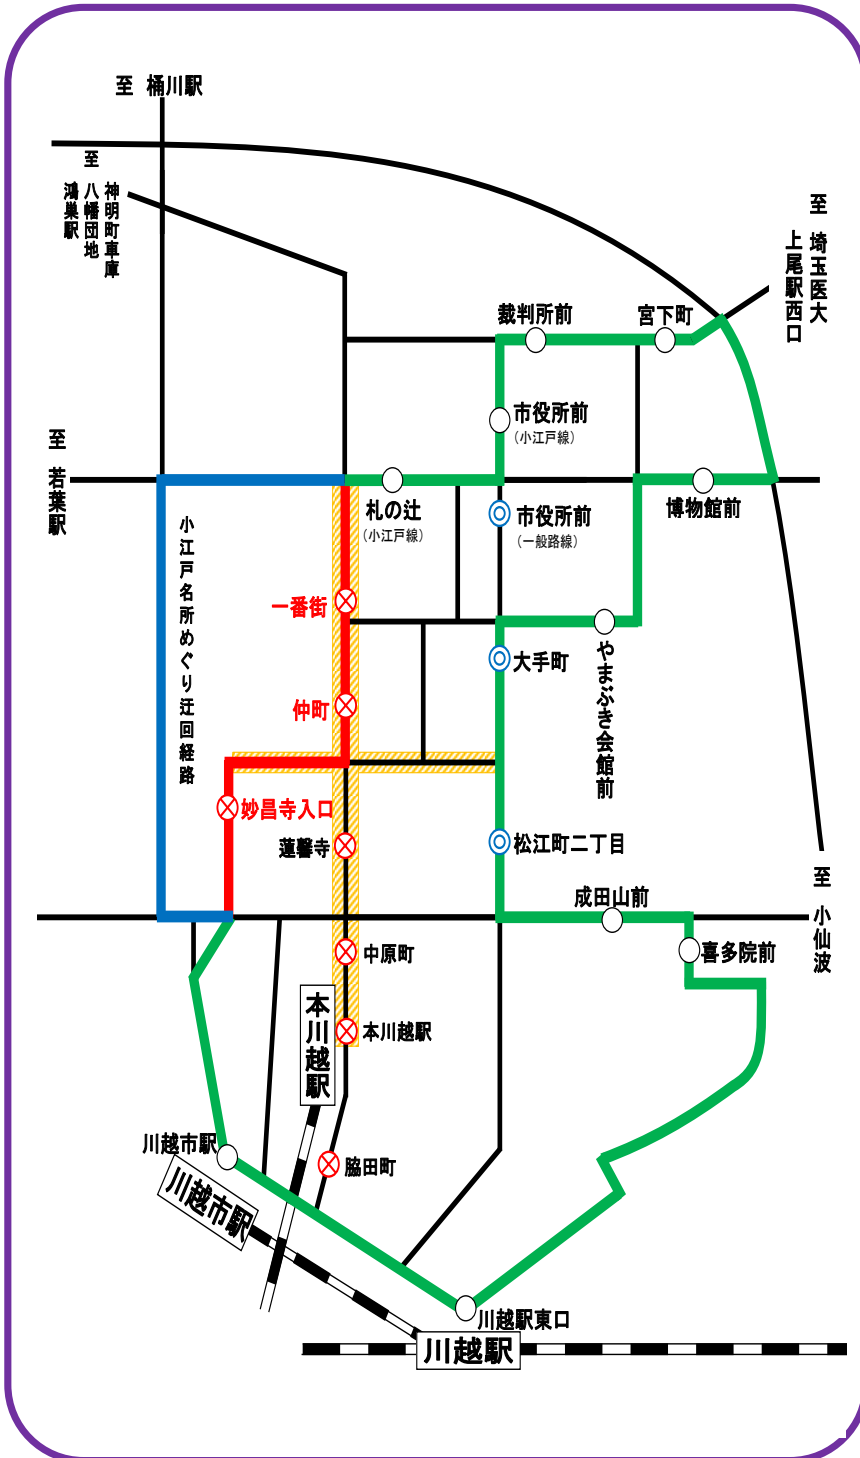 至 桶川駅
至
神明町車庫
八幡団地
鴻巣駅
至 埼玉医大
上尾駅西口
裁判所前
宮下町
市役所前
（小江戸線）
至 若葉駅
札の辻
（小江戸線）
市役所前
（一般路線）
博物館前
小江戸名所めぐり迂回経路
一番街
大手町
やまぶき会館前
仲町
妙昌寺入口
蓮馨寺
松江町二丁目
至 小仙波
成田山前
喜多院前
中原町
本川越駅
本川越駅
川越市駅
脇田町
川越市駅
川越駅東口
川越駅